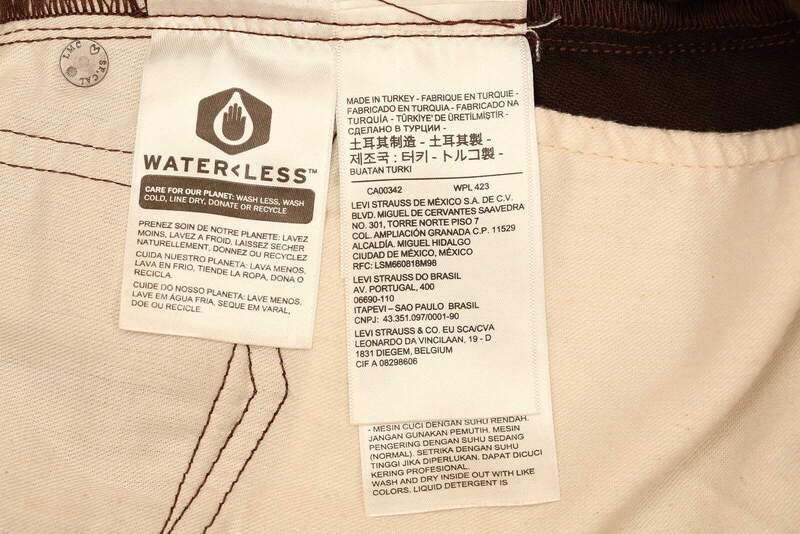 LMC ST.CAL
WATER<LESS™
CARE FOR OUR PLANET: WASH LESS, WASH
COLD, LINE DRY, DONATE OR RECYCLE
PRENEZ SOIN DE NOTRE PLANETE: LAVEZ
MOINS, LAVEZ A FROID, LAISSEZ SECHER
NATURELLEMENT, DONNEZ OU RECYCLEZ
CUIDA NUESTRO PLANETA: LAVA MENOS,
LAVA EN FRIO, TIENDE LA ROPA, DONA O
RECICLA.
CUIDE DO NOSSO PLANETA: LAVE MENOS,
LAVE EM ÁGUA FRIA, SEQUE EM VARAL,
DOE OU RECICLE.
MADE IN TURKEY - FABRIQUE EN TURQUIE -
FABRICADO EN TURQUIA - FABRICADO NA
TURQUÍA - TÜRKİYE' DE ÜRETİLMİŞTİR -
СДЕЛАНО В ТУРЦИИ -
土耳其制造 - 土耳其製 -
제조국 : 터키 - トルコ製 -
BUATAN TURKI
CA00342 WPL 423
LEVI STRAUSS DE MÉXICO S.A. DE C.V.
BLVD. MIGUEL DE CERVANTES SAAVEDRA
NO. 301, TORRE NORTE PISO 7
COL. AMPLIACIÓN GRANADA C.P. 11529
ALCALDÍA. MIGUEL HIDALGO
CIUDAD DE MÉXICO, MÉXICO
RFC: LSM660818M98
LEVI STRAUSS DO BRASIL
AV. PORTUGAL, 400
06690-110
ITAPEVI – SAO PAULO BRASIL
CNPJ: 43.351.097/0001-90
LEVI STRAUSS & CO. EU SCA/CVA
LEONARDO DA VINCILAAN, 19 - D
1831 DIEGEM, BELGIUM
CIF A 08298606
- MESIN CUCI DENGAN SUHU RENDAH.
JANGAN GUNAKAN PEMUTIH. MESIN
PENGERING DENGAN SUHU SEDANG
(NORMAL). SETRIKA DENGAN SUHU
TINGGI JIKA DIPERLUKAN. DAPAT DICUCI
KERING PROFESIONAL.
WASH AND DRY INSIDE OUT WITH LIKE
COLORS. LIQUID DETERGENT IS